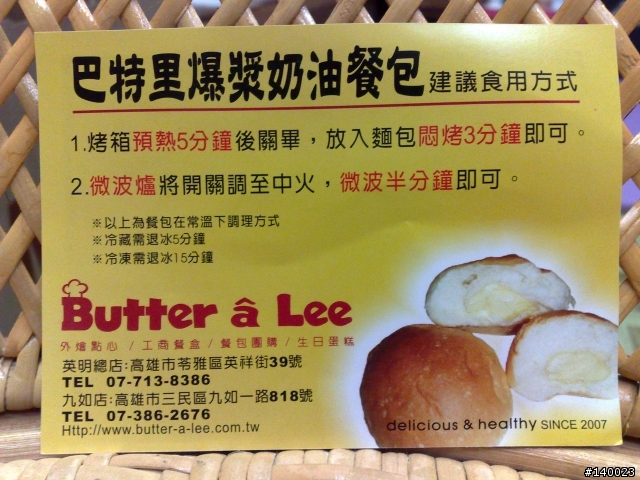 巴特里爆漿奶油餐包 建議食用方式
1.烤箱預熱5分鐘後關畢，放入麵包悶烤3分鐘即可。
2.微波爐將開關調至中火，微波半分鐘即可。
※以上為餐包在常溫下調理方式
※冷藏需退冰5分鐘
※冷凍需退冰15分鐘
Butter â Lee
外燴點心 / 工商餐盒 / 餐包團購 / 生日蛋糕
英明總店:高雄市苓雅區英祥街39號
TEL 07-713-8386
九如店:高雄市三民區九如一路818號
TEL 07-386-2676
Http://www.butter-a-lee.com.tw
delicious & healthy SINCE 2007
#140023